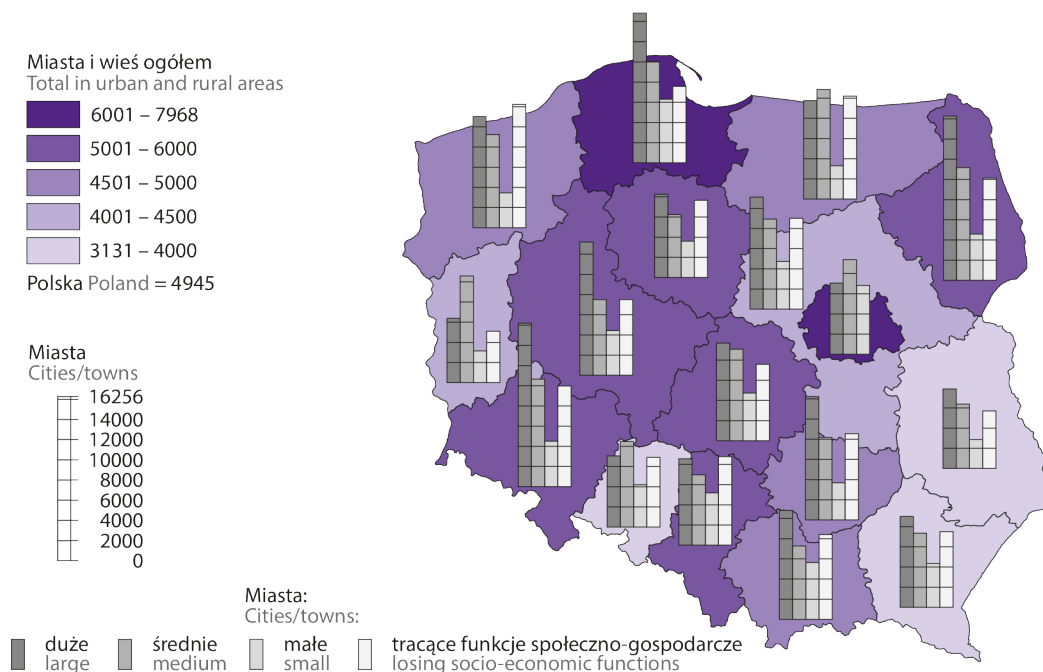 Miasta i wieś ogółem
Total in urban and rural areas
6001 – 7968
5001 – 6000
4501 – 5000
4001 – 4500
3131 – 4000
Polska Poland = 4945
Miasta
Cities/towns
16256
14000
12000
10000
8000
6000
4000
2000
0
Miasta:
Cities/towns:
duże
large
średnie
medium
małe
small
tracące funkcje społeczno-gospodarcze
losing socio-economic functions